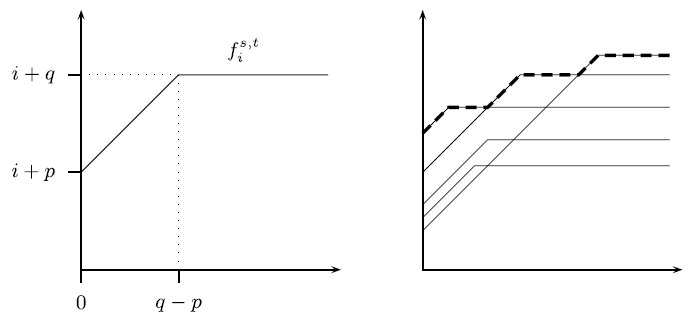 f_i^{s,t}
i + q
i + p
0
q − p